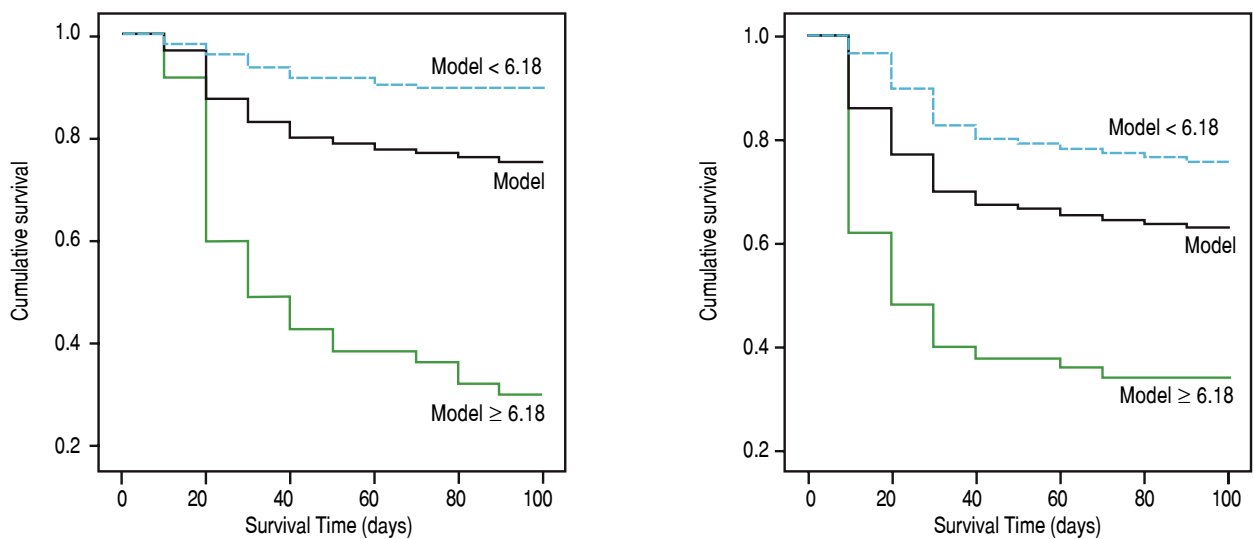 1.0
0.8
0.6
0.4
0.2
Cumulative survival
Model < 6.18
Model
Model ≥ 6.18
0 20 40 60 80 100
Survival Time (days)
1.0
0.8
0.6
0.4
0.2
Cumulative survival
Model < 6.18
Model
Model ≥ 6.18
0 20 40 60 80 100
Survival Time (days)